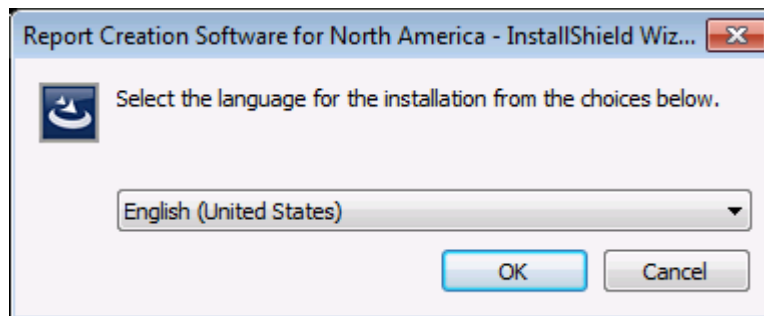 Report Creation Software for North America - InstallShield Wiz...
Select the language for the installation from the choices below.
English (United States)
OK Cancel